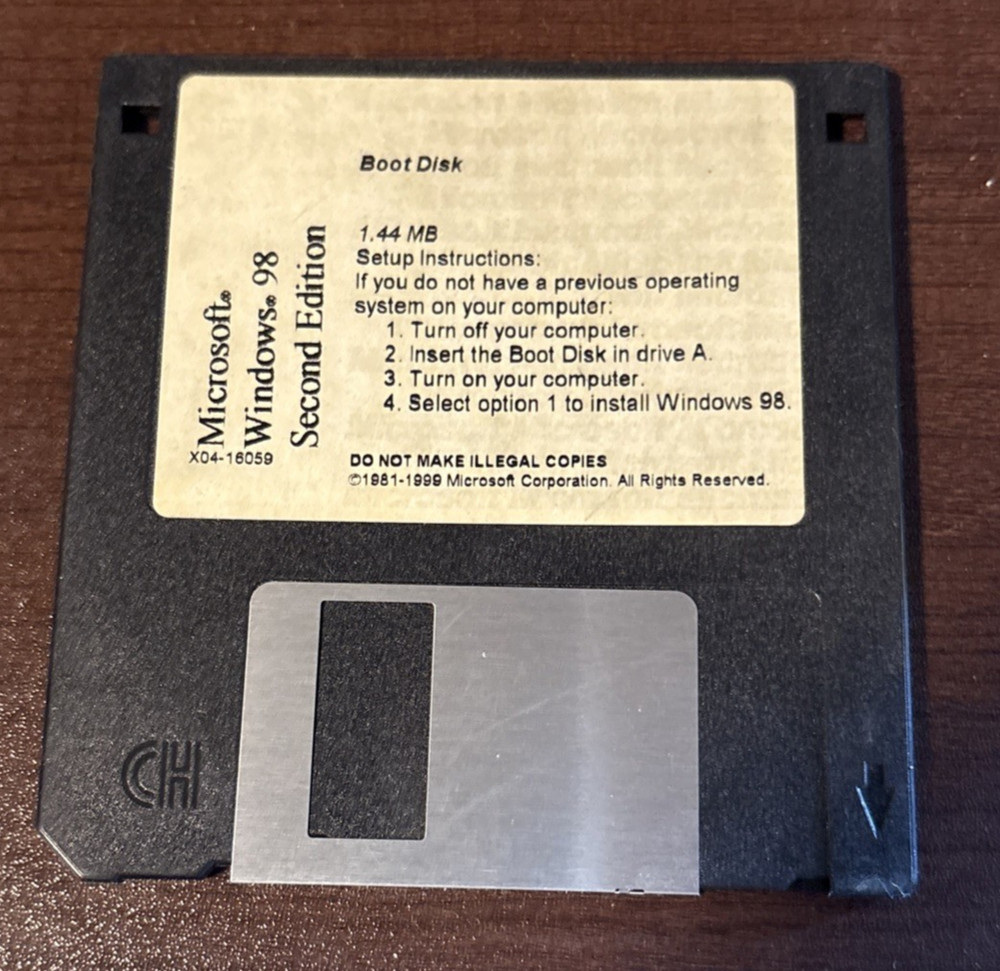 Boot Disk
1.44 MB
Setup Instructions:
If you do not have a previous operating
system on your computer:
1. Turn off your computer.
2. Insert the Boot Disk in drive A.
3. Turn on your computer.
4. Select option 1 to install Windows 98.
DO NOT MAKE ILLEGAL COPIES
©1981-1999 Microsoft Corporation. All Rights Reserved.
Microsoft®
Windows® 98
Second Edition
X04-16059
CH